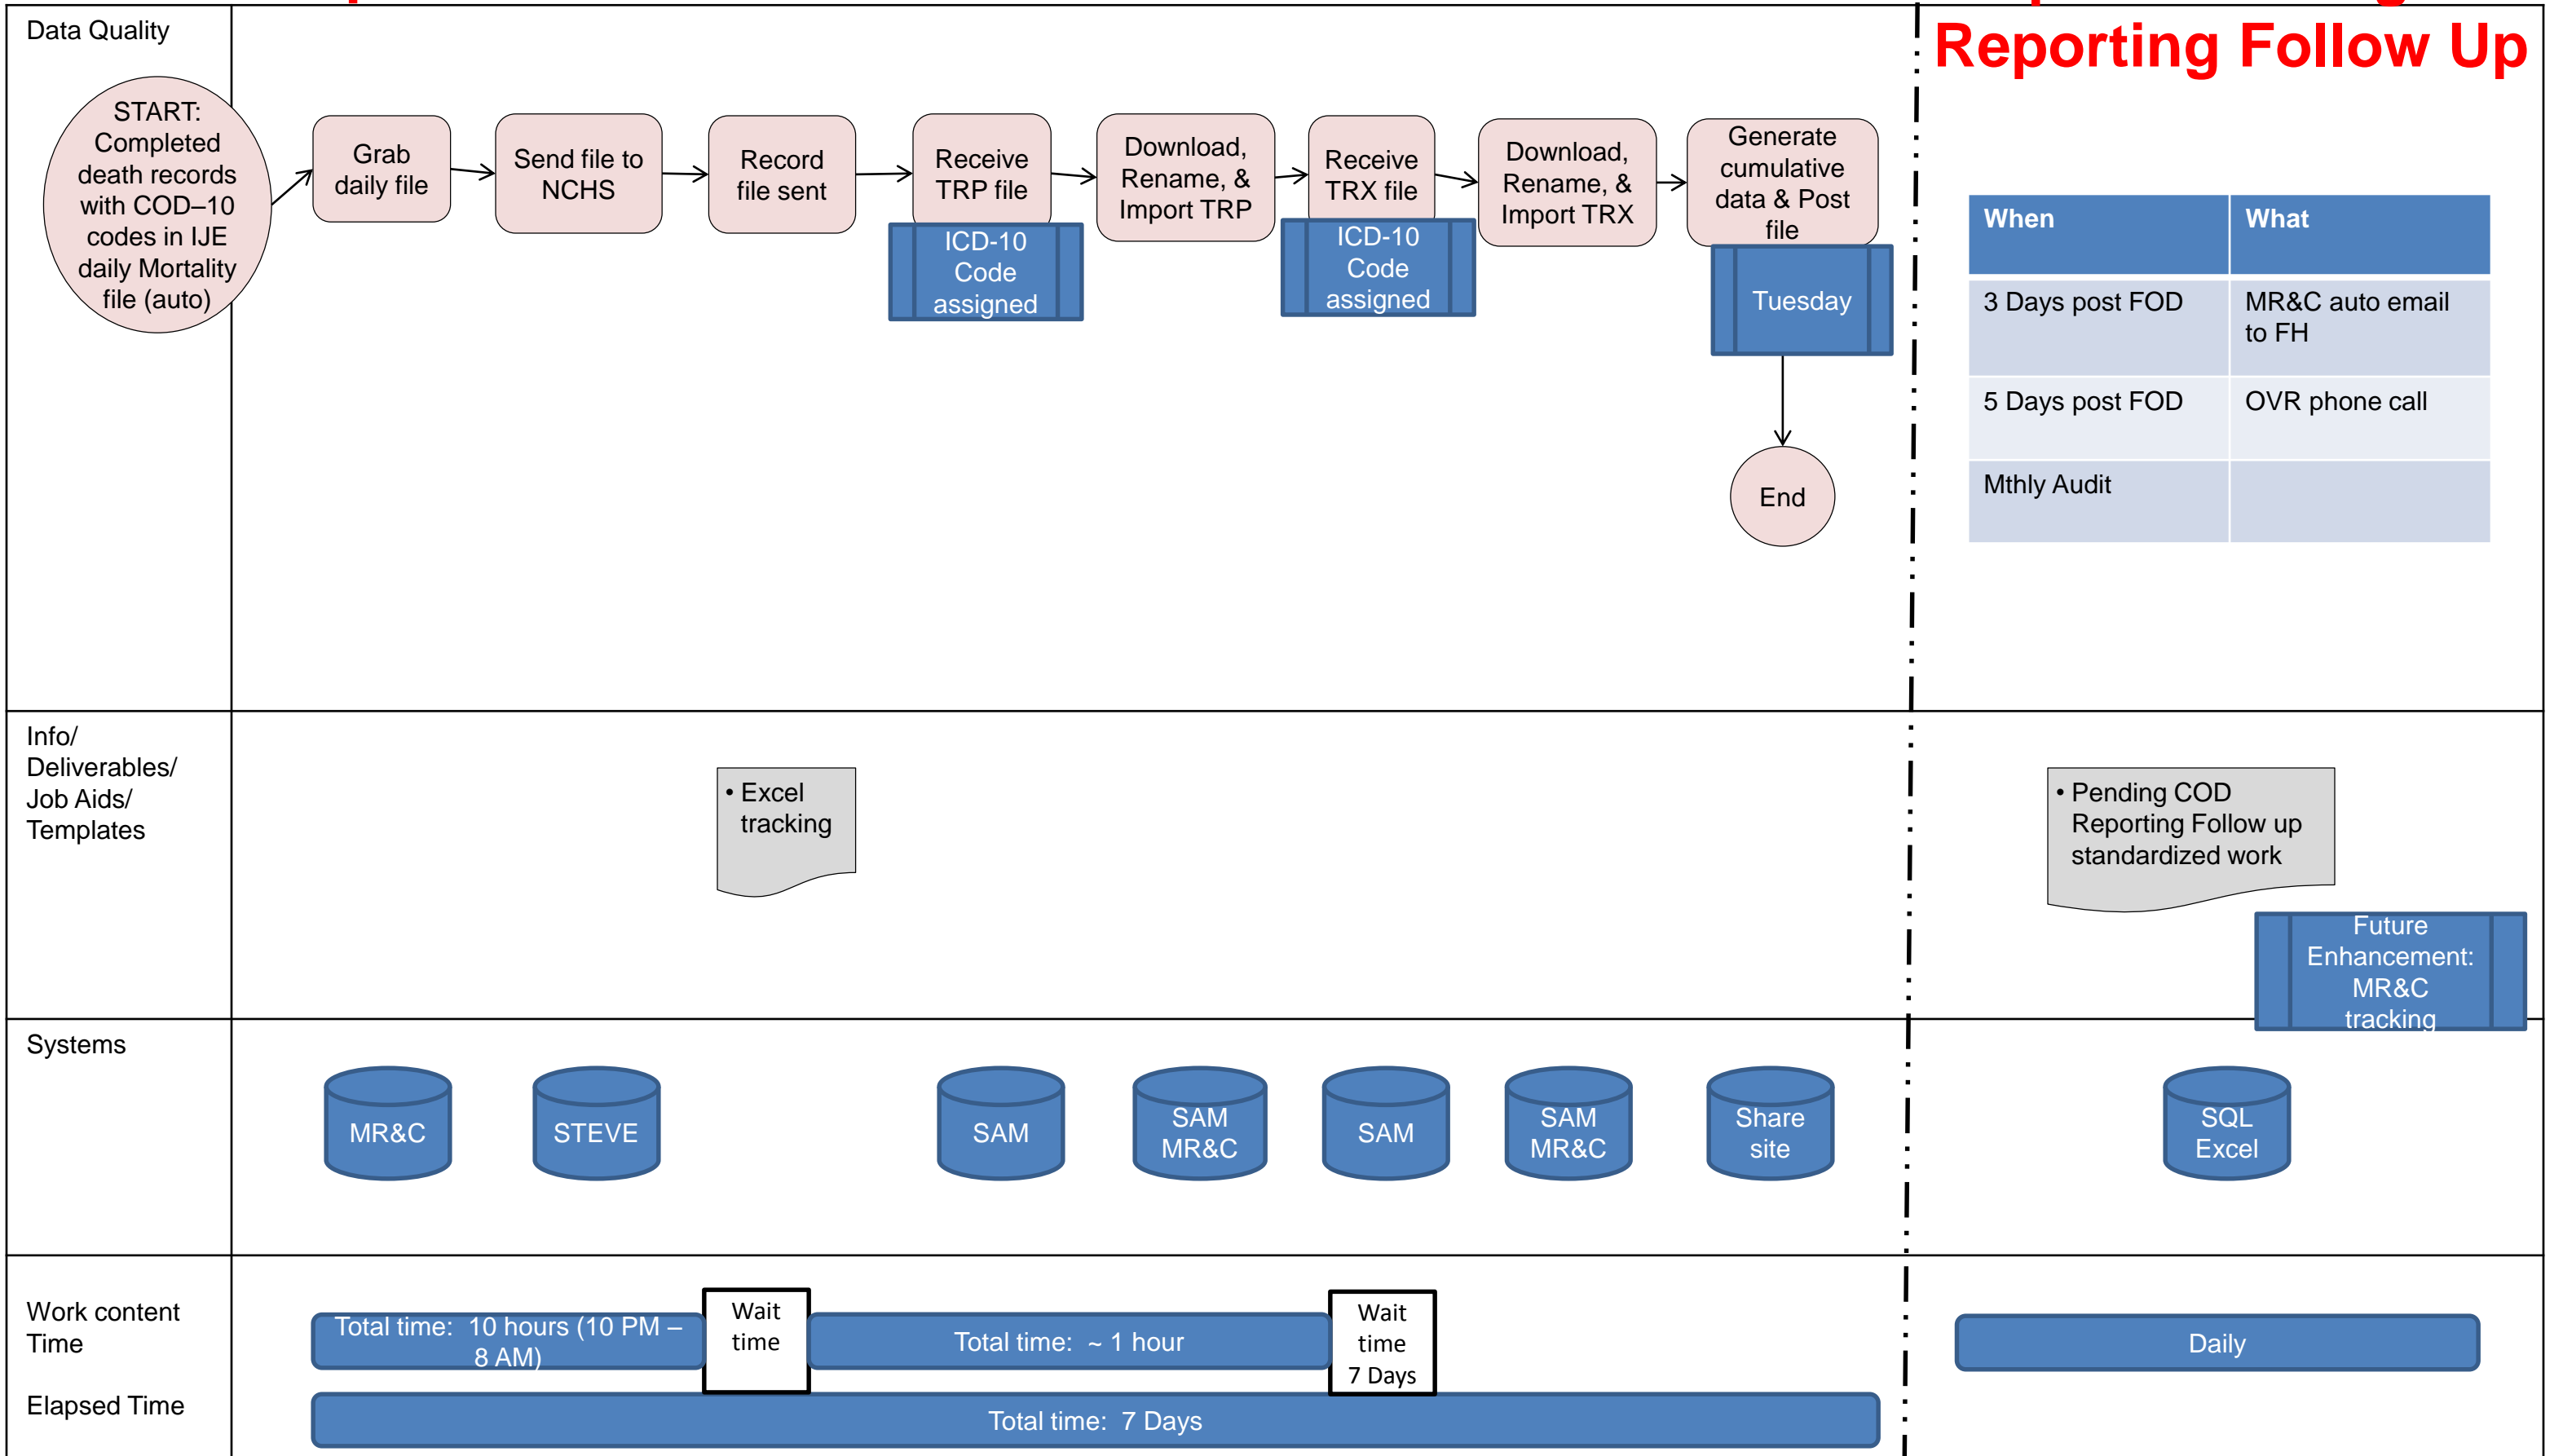 Reporting Follow Up
Data Quality
START:
Completed
death records
with COD–10
codes in IJE
daily Mortality
file (auto)
Grab
daily file
Send file to
NCHS
Record
file sent
Receive
TRP file
ICD-10
Code
assigned
Download,
Rename, &
Import TRP
Receive
TRX file
ICD-10
Code
assigned
Download,
Rename, &
Import TRX
Generate
cumulative
data & Post
file
Tuesday
End
When What
3 Days post FOD MR&C auto email
to FH
5 Days post FOD OVR phone call
Mthly Audit
Info/
Deliverables/
Job Aids/
Templates
• Excel
tracking
• Pending COD
Reporting Follow up
standardized work
Future
Enhancement:
MR&C
tracking
Systems
MR&C
STEVE
SAM
SAM
MR&C
SAM
SAM
MR&C
Share
site
SQL
Excel
Work content
Time
Total time: 10 hours (10 PM –
8 AM)
Wait
time
Total time: ~ 1 hour
Wait
time
7 Days
Daily
Elapsed Time
Total time: 7 Days